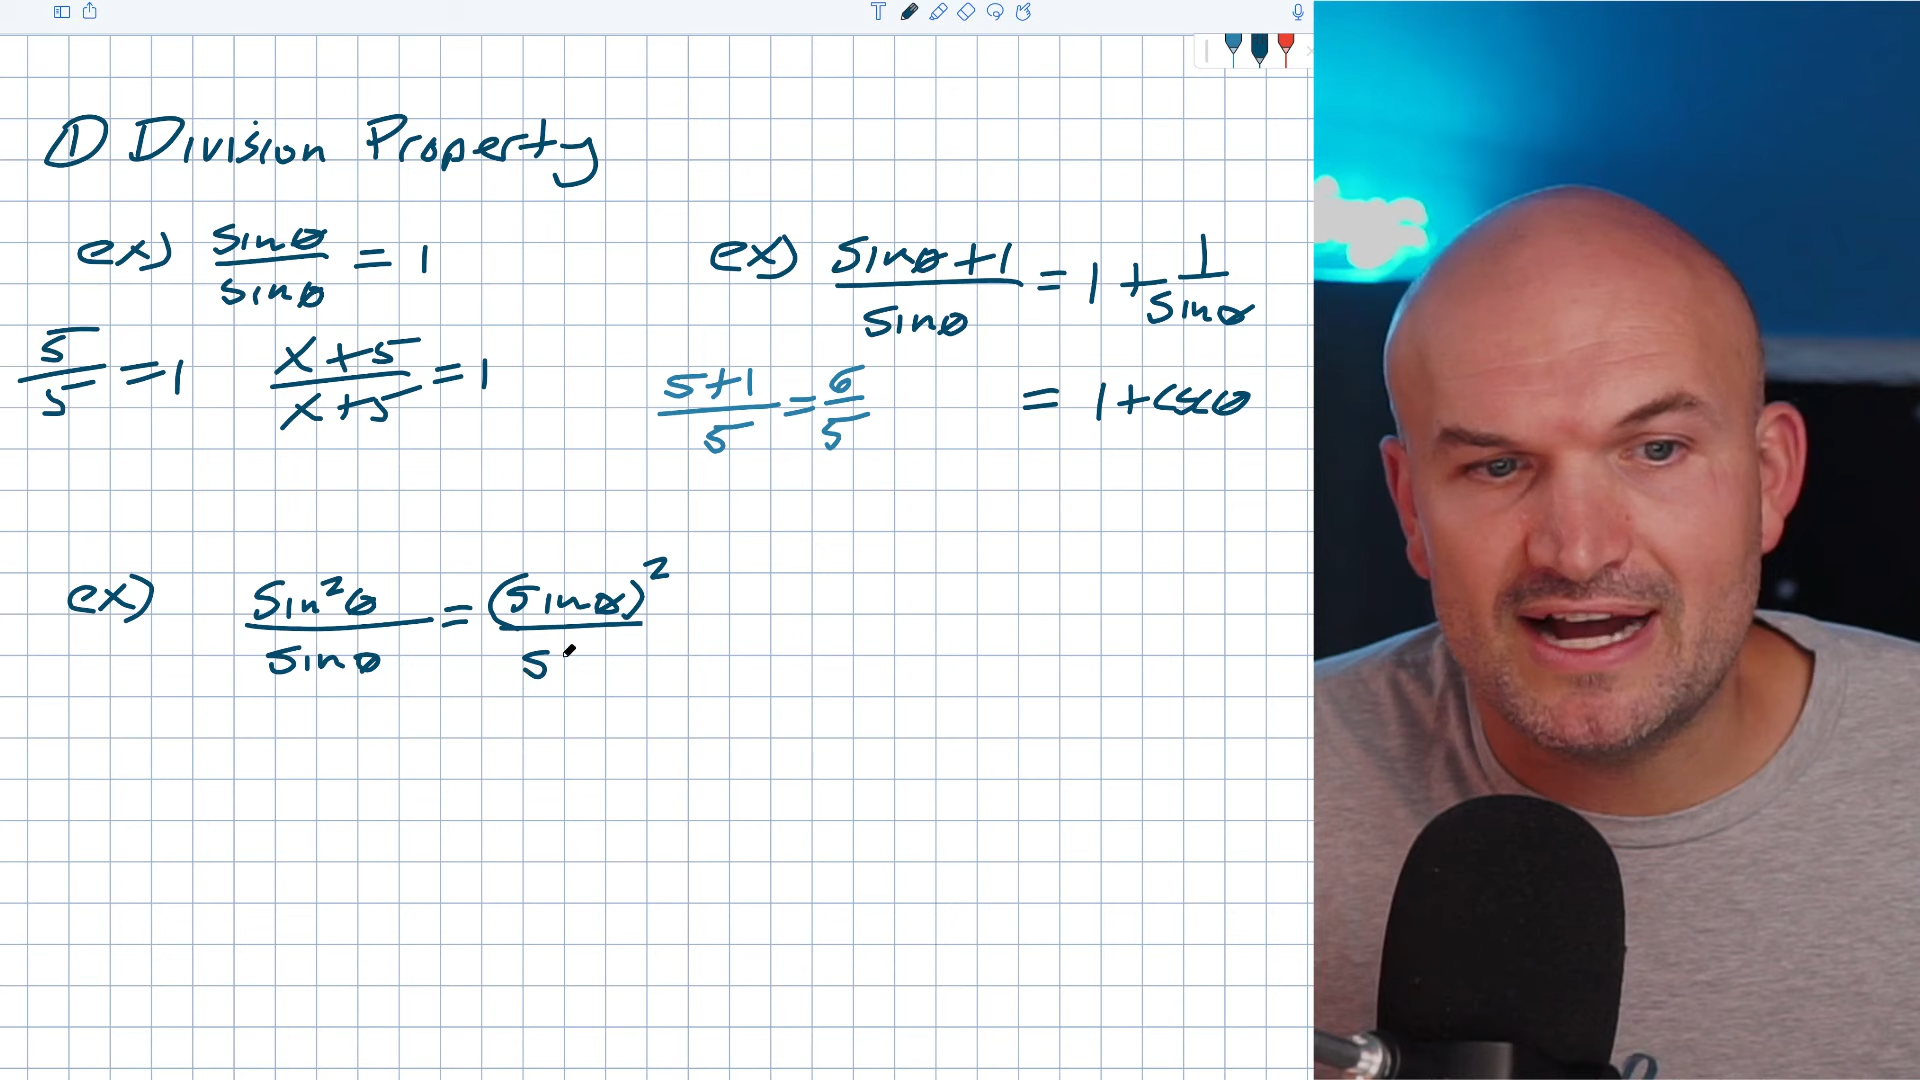 ① Division Property
ex) sinθ/sinθ = 1
5/5 = 1
x+5/x+5 = 1
ex) sinθ+1/sinθ = 1 + 1/sinθ
= 1+cscθ
5+1/5 = 6/5
ex) sin²θ/sinθ = (sinθ)²/s
T